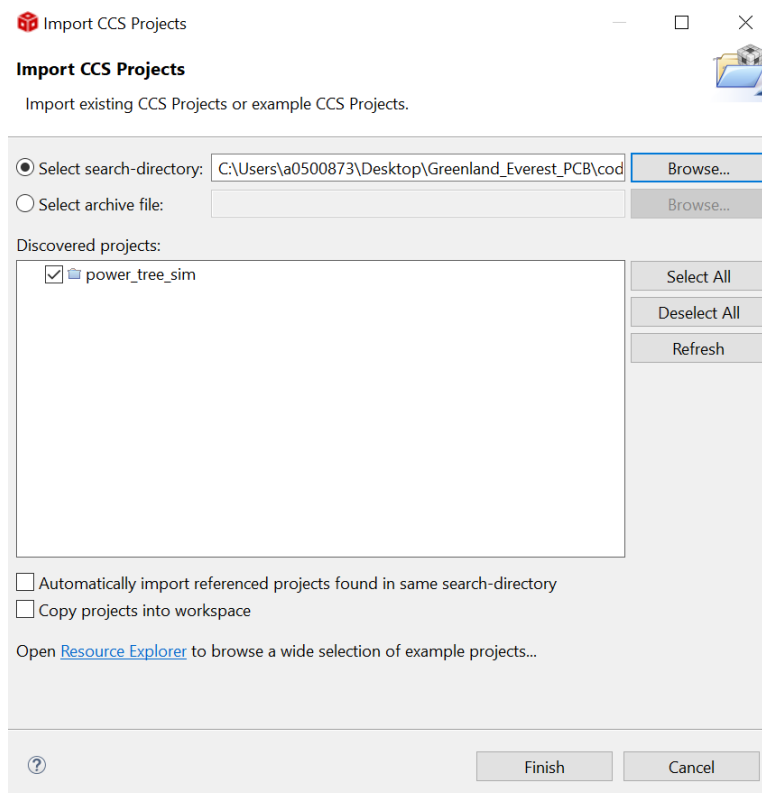 Import CCS Projects
Import CCS Projects
Import existing CCS Projects or example CCS Projects.
Select search-directory: C:\Users\a0500873\Desktop\Greenland_Everest_PCB\cod Browse...
Select archive file: Browse...
Discovered projects:
power_tree_sim
Select All
Deselect All
Refresh
Automatically import referenced projects found in same search-directory
Copy projects into workspace
Open Resource Explorer to browse a wide selection of example projects...
? Finish Cancel